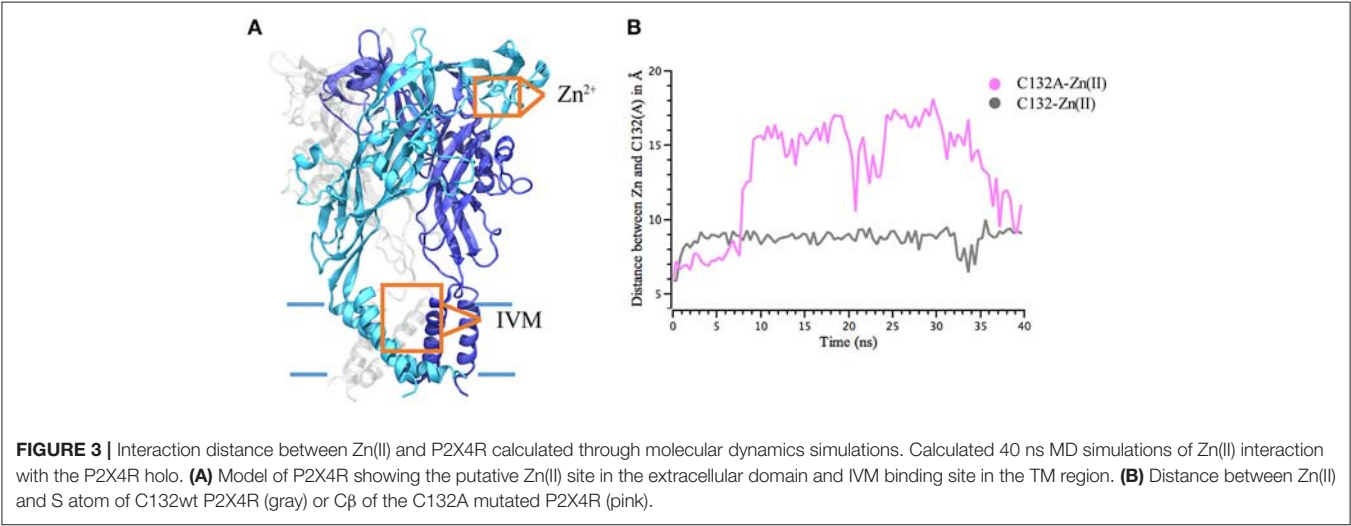 A
Zn²⁺
IVM
B
Distance between Zn and C132(A) in Å
20
15
10
5
0
5
10
15
20
25
30
35
40
Time (ns)
C132A-Zn(II)
C132-Zn(II)
FIGURE 3 | Interaction distance between Zn(II) and P2X4R calculated through molecular dynamics simulations. Calculated 40 ns MD simulations of Zn(II) interaction
with the P2X4R holo. (A) Model of P2X4R showing the putative Zn(II) site in the extracellular domain and IVM binding site in the TM region. (B) Distance between Zn(II)
and S atom of C132wt P2X4R (gray) or Cβ of the C132A mutated P2X4R (pink).